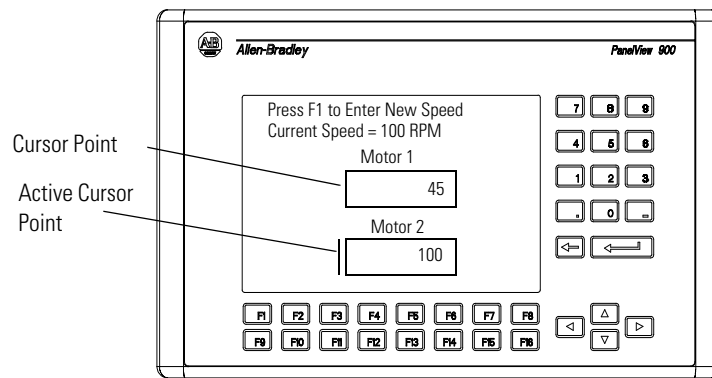 AB
Allen-Bradley
PanelView 900
Press F1 to Enter New Speed
Current Speed = 100 RPM
Cursor Point
Motor 1
45
Active Cursor
Point
Motor 2
100
7 8 9
4 5 6
1 2 3
. 0 -
F1 F2 F3 F4 F5 F6 F7 F8
F9 F10 F11 F12 F13 F14 F15 F16